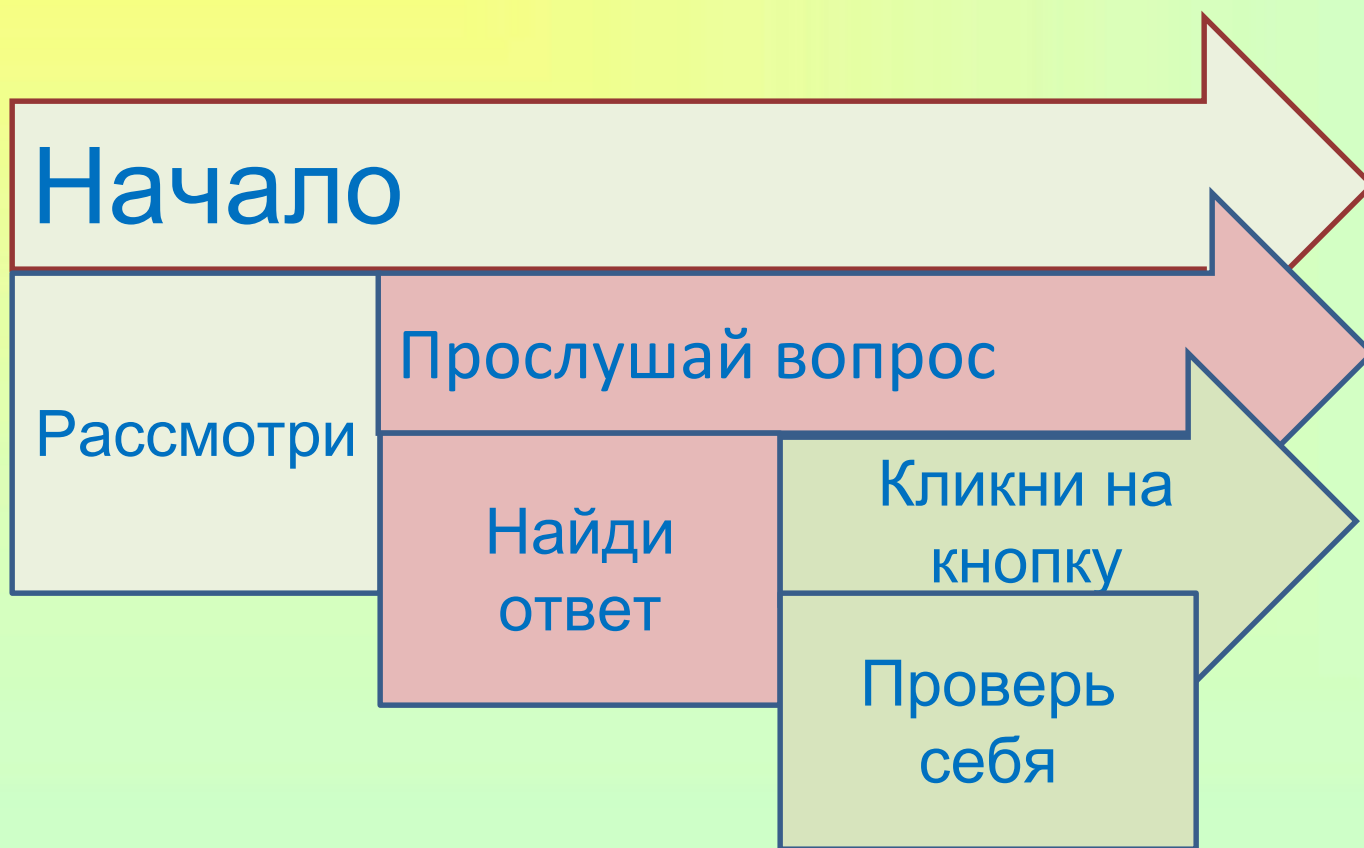 Начало
Прослушай вопрос
Рассмотри
Кликни на
кнопку
Найди
ответ
Проверь
себя